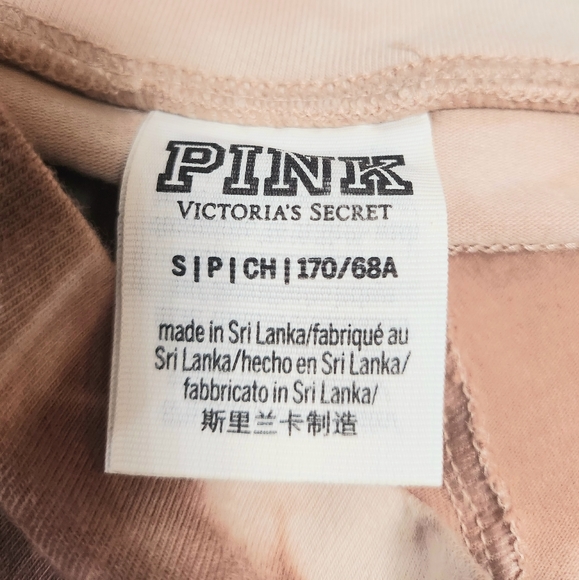 PINK
VICTORIA'S SECRET
S|P|CH|170/68A
made in Sri Lanka/fabriqué au
Sri Lanka/hecho en Sri Lanka/
fabbricato in Sri Lanka/
斯里兰卡制造